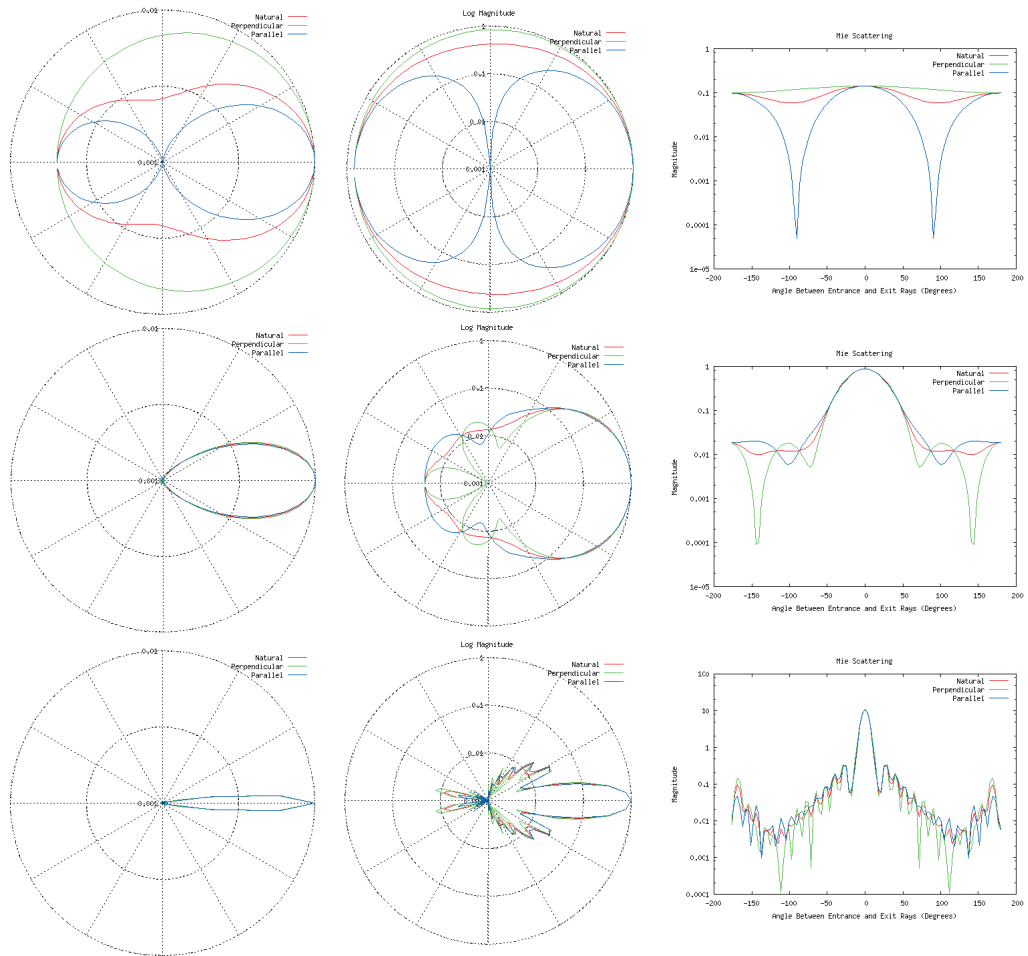 0.01
Natural
Perpendicular
Parallel
0.001
Log Magnitude
1
Natural
Perpendicular
Parallel
0.1
0.01
0.001
Mie Scattering
Natural
Perpendicular
Parallel
1
0.1
0.01
0.001
0.0001
1e-05
Magnitude
-200 -150 -100 -50 0 50 100 150 200
Angle Between Entrance and Exit Rays (Degrees)
0.01
Natural
Perpendicular
Parallel
0.001
Log Magnitude
1
Natural
Perpendicular
Parallel
0.1
0.01
0.001
Mie Scattering
Natural
Perpendicular
Parallel
1
0.1
0.01
0.001
0.0001
1e-05
Magnitude
-200 -150 -100 -50 0 50 100 150 200
Angle Between Entrance and Exit Rays (Degrees)
0.01
Natural
Perpendicular
Parallel
0.001
Log Magnitude
1
Natural
Perpendicular
Parallel
0.1
0.01
Mie Scattering
Natural
Perpendicular
Parallel
100
10
1
0.1
0.01
0.001
0.0001
Magnitude
-200 -150 -100 -50 0 50 100 150 200
Angle Between Entrance and Exit Rays (Degrees)